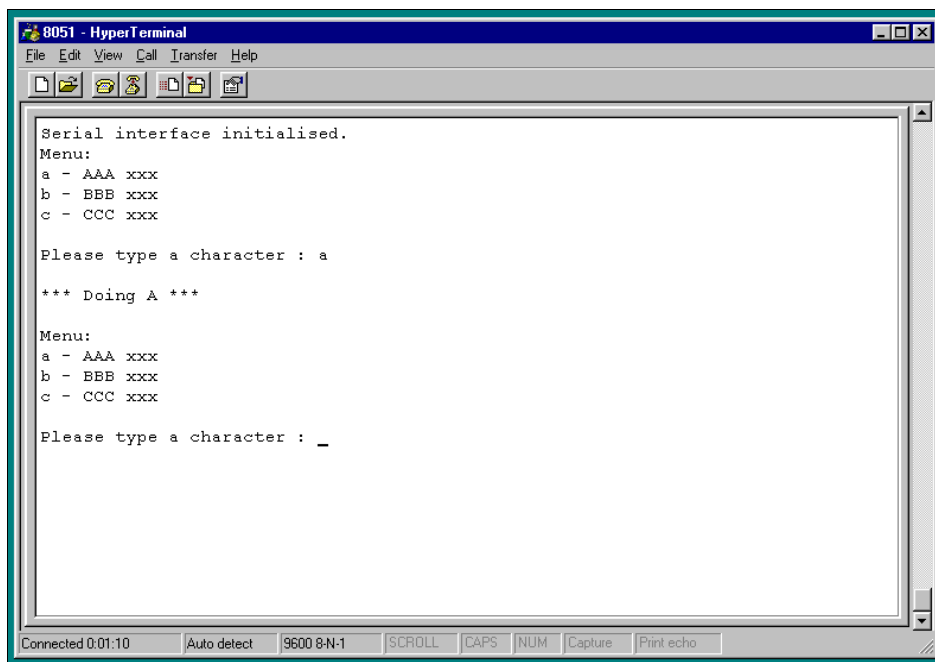 8051 - HyperTerminal
File Edit View Call Transfer Help
Serial interface initialised.
Menu:
a - AAA xxx
b - BBB xxx
c - CCC xxx
Please type a character : a
*** Doing A ***
Menu:
a - AAA xxx
b - BBB xxx
c - CCC xxx
Please type a character : _
Connected 0:01:10 Auto detect 9600 8-N-1 SCROLL CAPS NUM Capture Print echo